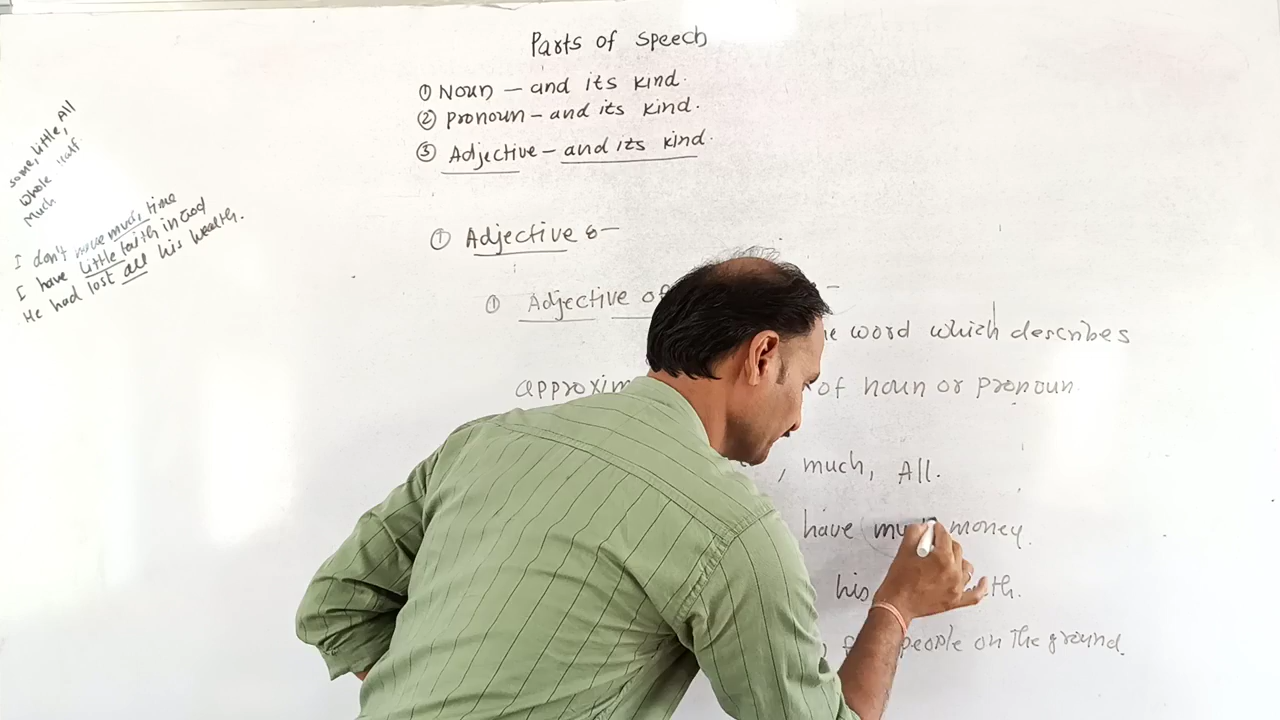 Parts of speech
① Noun – and its kind.
② pronoun – and its kind.
③ Adjective – and its kind.
some, little, All
whole half
Much
I don't have much time
I have little faith in God
He had lost all his wealth.
① Adjective :–
① Adjective of –
word which describes
of noun or pronoun
, much, All.
have money.
his
people on the ground.